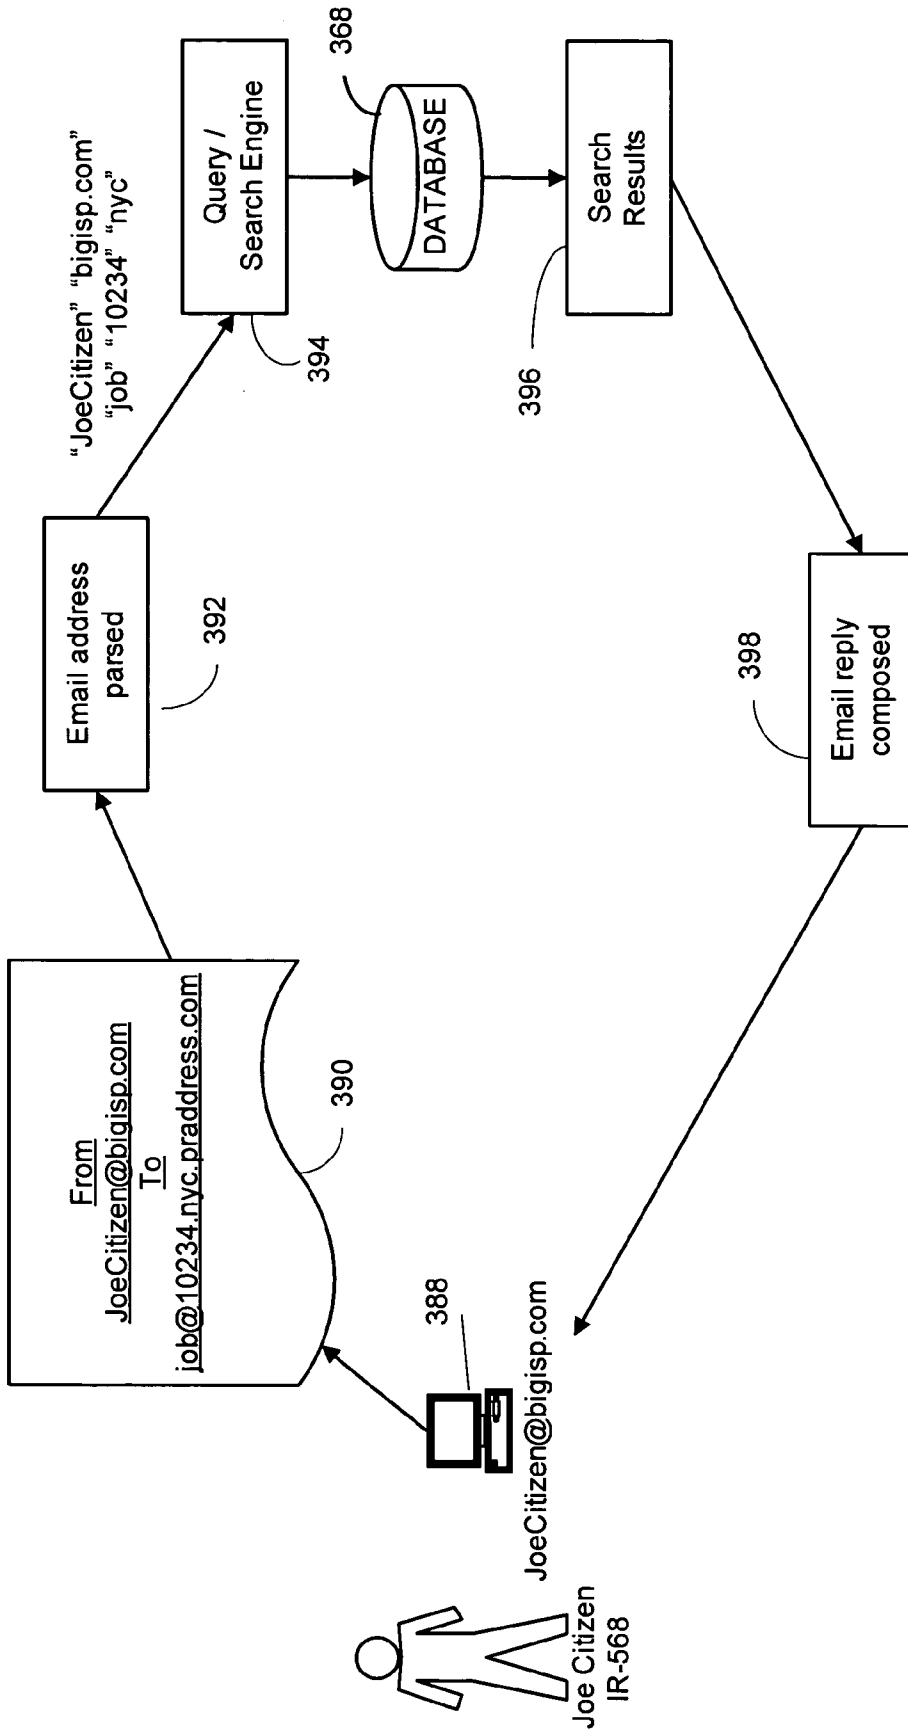 From
JoeCitizen@bigisp.com
To
job@10234.nyc.praddress.com
390
388
JoeCitizen@bigisp.com
Joe Citizen
IR-568
Email address
parsed
392
“JoeCitizen” “bigisp.com”
“job” “10234” “nyc”
Query /
Search Engine
394
368
DATABASE
Search
Results
396
398
Email reply
composed